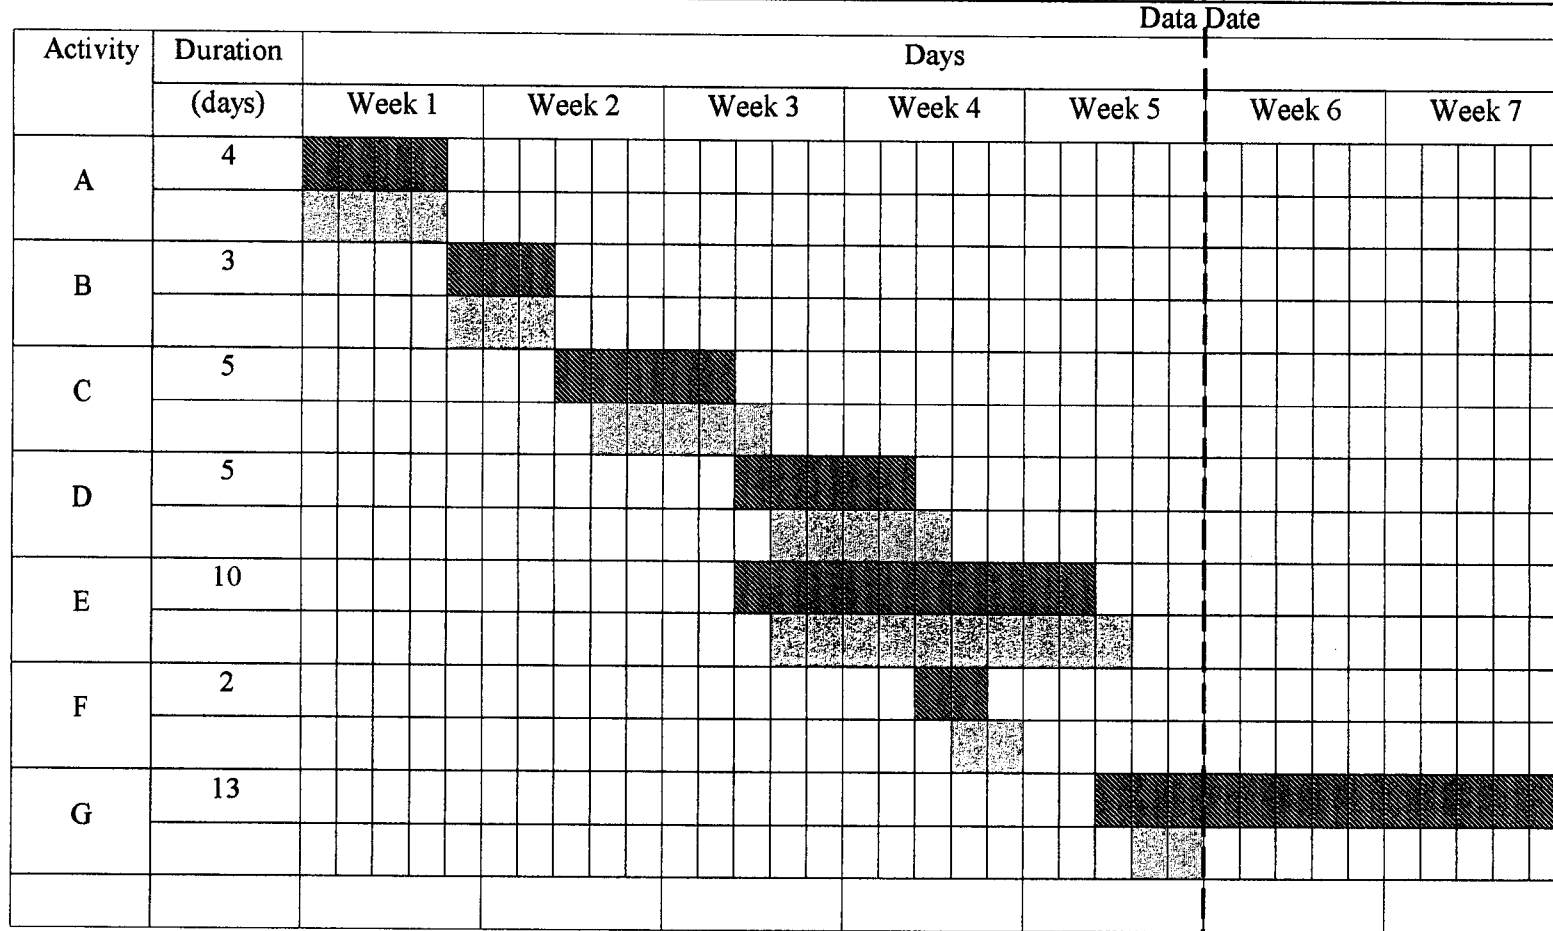 Data Date
Activity Duration Days
(days) Week 1 Week 2 Week 3 Week 4 Week 5 Week 6 Week 7
A 4
B 3
C 5
D 5
E 10
F 2
G 13